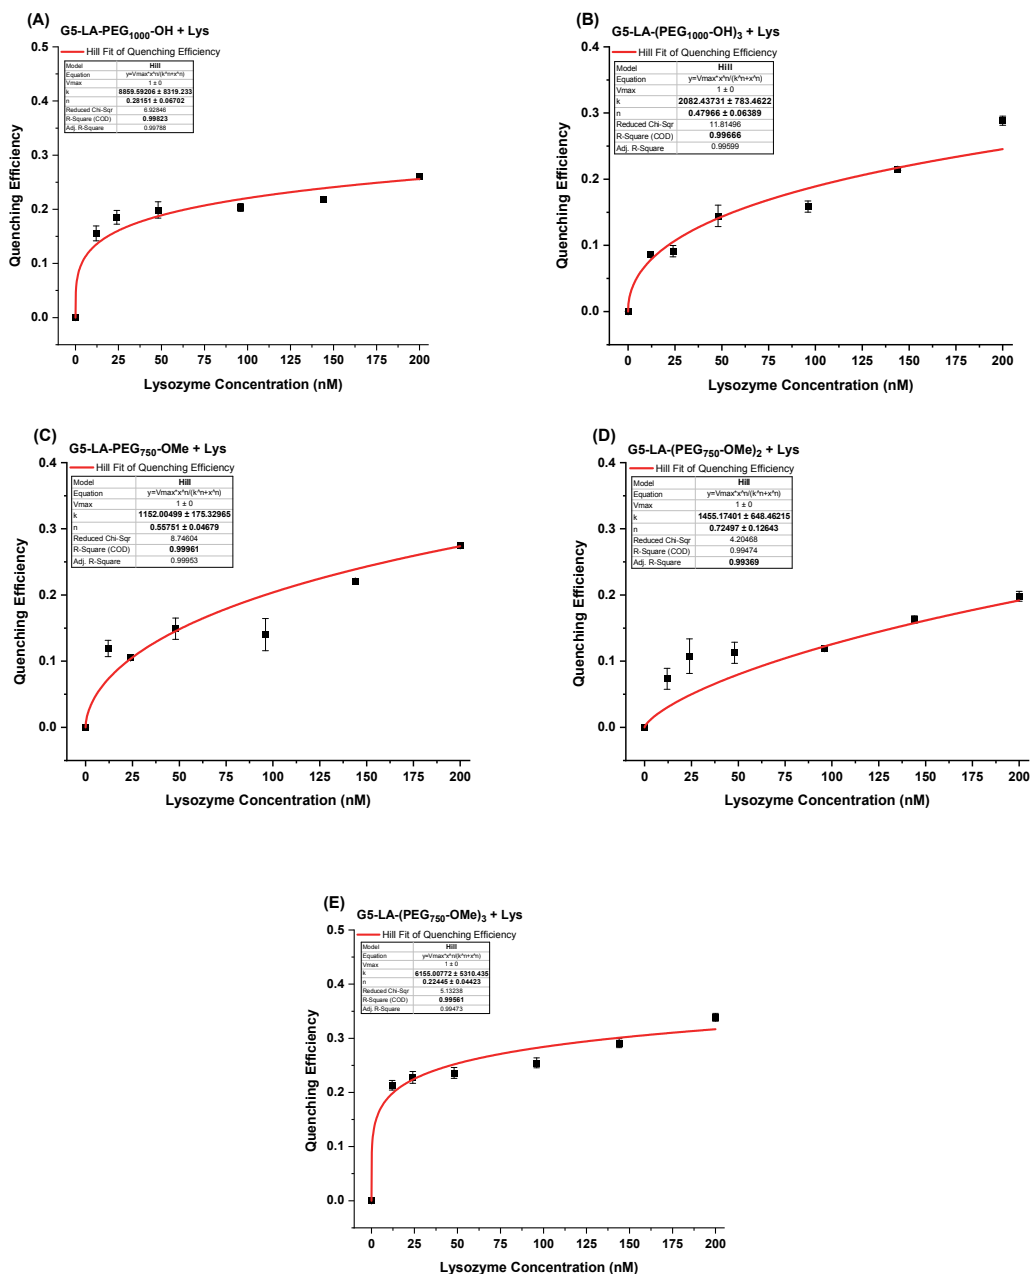 (A)
G5-LA-PEG1000-OH + Lys
Hill Fit of Quenching Efficiency
Model Hill
Equation y=Vmax*x^n/(k^n+x^n)
Vmax 1 ± 0
k 8859.59206 ± 8319.233
n 0.28151 ± 0.06702
Reduced Chi-Sqr 6.92846
R-Square (COD) 0.99823
Adj. R-Square 0.99788
Quenching Efficiency
0.5
0.4
0.3
0.2
0.1
0.0
0 25 50 75 100 125 150 175 200
Lysozyme Concentration (nM)
(B)
G5-LA-(PEG1000-OH)3 + Lys
Hill Fit of Quenching Efficiency
Model Hill
Equation y=Vmax*x^n/(k^n+x^n)
Vmax 1 ± 0
k 2082.43731 ± 783.4622
n 0.47966 ± 0.06389
Reduced Chi-Sqr 11.81496
R-Square (COD) 0.99666
Adj. R-Square 0.99599
Quenching Efficiency
0.4
0.3
0.2
0.1
0.0
0 25 50 75 100 125 150 175 200
Lysozyme Concentration (nM)
(C)
G5-LA-PEG750-OMe + Lys
Hill Fit of Quenching Efficiency
Model Hill
Equation y=Vmax*x^n/(k^n+x^n)
Vmax 1 ± 0
k 1152.00499 ± 175.32965
n 0.55751 ± 0.04679
Reduced Chi-Sqr 8.74604
R-Square (COD) 0.99961
Adj. R-Square 0.99953
Quenching Efficiency
0.4
0.3
0.2
0.1
0.0
0 25 50 75 100 125 150 175 200
Lysozyme Concentration (nM)
(D)
G5-LA-(PEG750-OMe)2 + Lys
Hill Fit of Quenching Efficiency
Model Hill
Equation y=Vmax*x^n/(k^n+x^n)
Vmax 1 ± 0
k 1455.17401 ± 648.46215
n 0.72497 ± 0.12643
Reduced Chi-Sqr 4.20468
R-Square (COD) 0.99474
Adj. R-Square 0.99369
Quenching Efficiency
0.4
0.3
0.2
0.1
0.0
0 25 50 75 100 125 150 175 200
Lysozyme Concentration (nM)
(E)
G5-LA-(PEG750-OMe)3 + Lys
Hill Fit of Quenching Efficiency
Model Hill
Equation y=Vmax*x^n/(k^n+x^n)
Vmax 1 ± 0
k 6155.00772 ± 5310.435
n 0.22445 ± 0.04423
Reduced Chi-Sqr 5.13238
R-Square (COD) 0.99561
Adj. R-Square 0.99473
Quenching Efficiency
0.5
0.4
0.3
0.2
0.1
0.0
0 25 50 75 100 125 150 175 200
Lysozyme Concentration (nM)